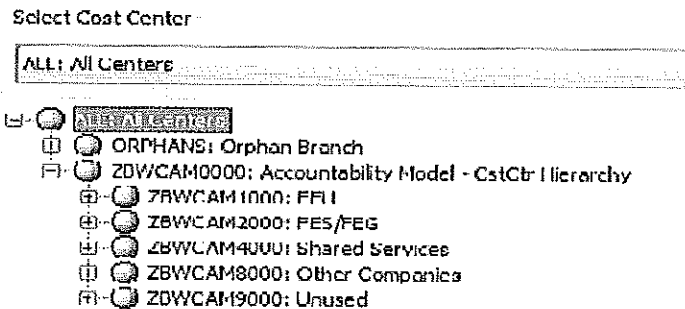 Select Cost Center
ALL: All Centers
ALL: All Centers
ORPHANS: Orphan Branch
ZBWCAM0000: Accountability Model - CstCtr Hierarchy
ZBWCAM1000: FEU
ZBWCAM2000: FES/FEG
ZBWCAM4000: Shared Services
ZBWCAM8000: Other Companies
ZBWCAM9000: Unused